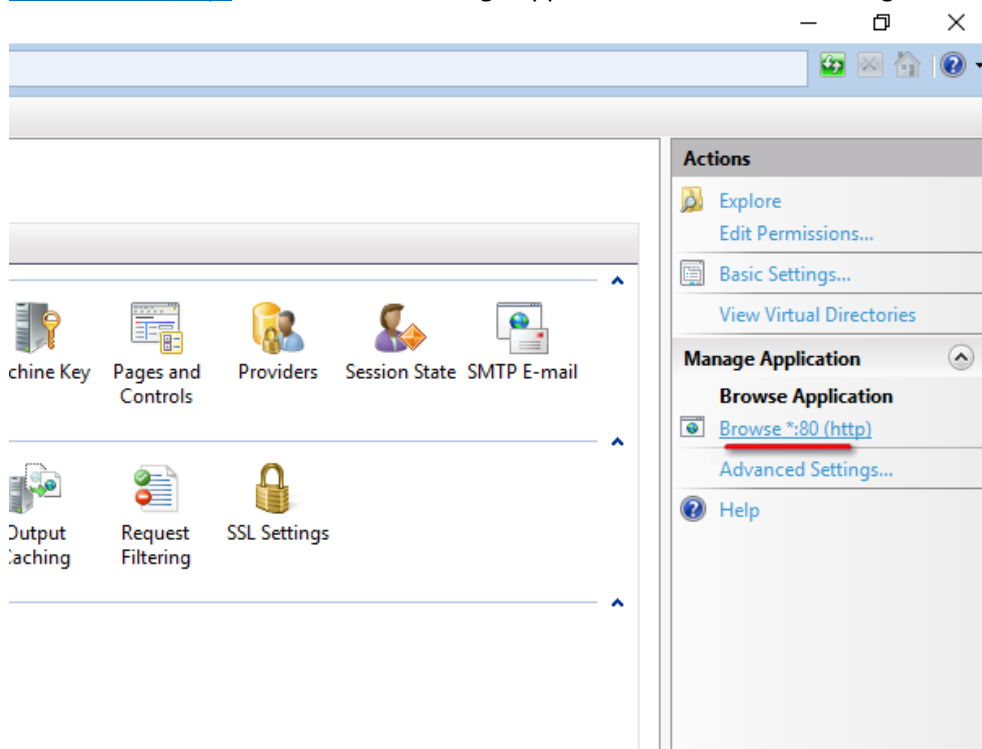 Actions
Explore
Edit Permissions...
Basic Settings...
View Virtual Directories
Manage Application
Browse Application
Browse *:80 (http)
Advanced Settings...
Help
chine Key
Pages and
Controls
Providers
Session State
SMTP E-mail
Output
Caching
Request
Filtering
SSL Settings